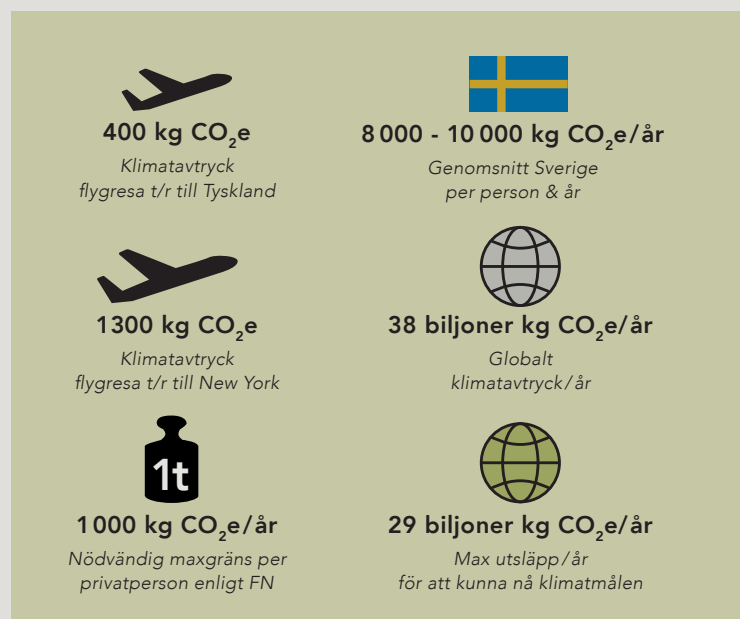 400 kg CO₂e
Klimatavtryck
flygresa t/r till Tyskland
8 000 - 10 000 kg CO₂e/år
Genomsnitt Sverige
per person & år
1300 kg CO₂e
Klimatavtryck
flygresa t/r till New York
38 biljoner kg CO₂e/år
Globalt
klimatavtryck/år
1t
1 000 kg CO₂e/år
Nödvändig maxgräns per
privatperson enligt FN
29 biljoner kg CO₂e/år
Max utsläpp/år
för att kunna nå klimatmålen